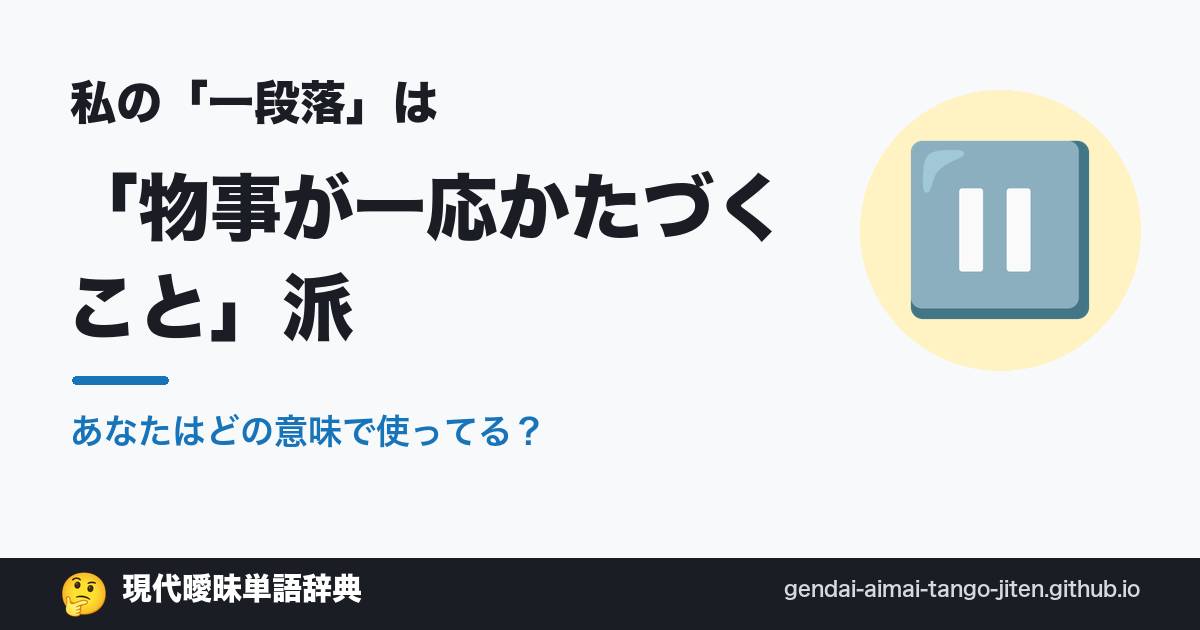 私の「一段落」は
「物事が一応かたづく
こと」派
あなたはどの意味で使ってる？
現代曖昧単語辞典
gendai-aimai-tango-jiten.github.io